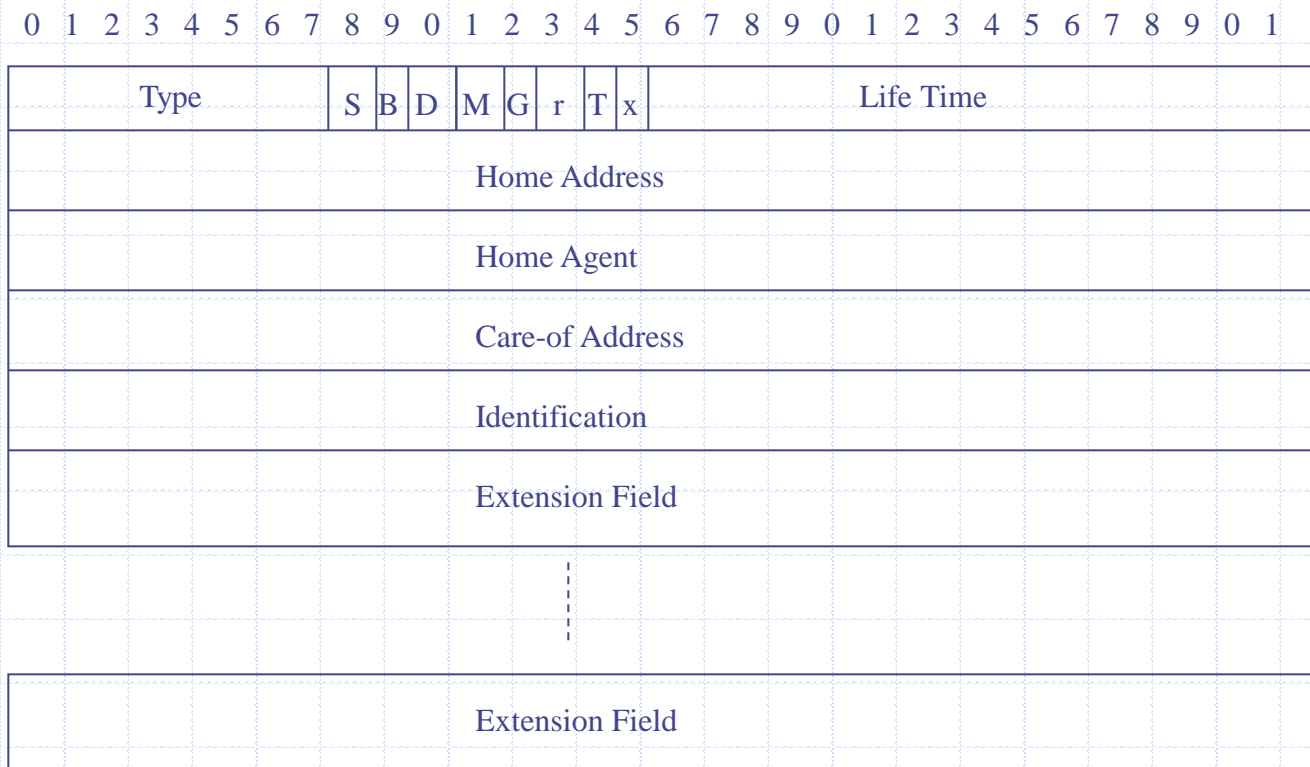 0 1 2 3 4 5 6 7 8 9 0 1 2 3 4 5 6 7 8 9 0 1 2 3 4 5 6 7 8 9 0 1
Type S B D M G r T x Life Time
Home Address
Home Agent
Care-of Address
Identification
Extension Field
Extension Field